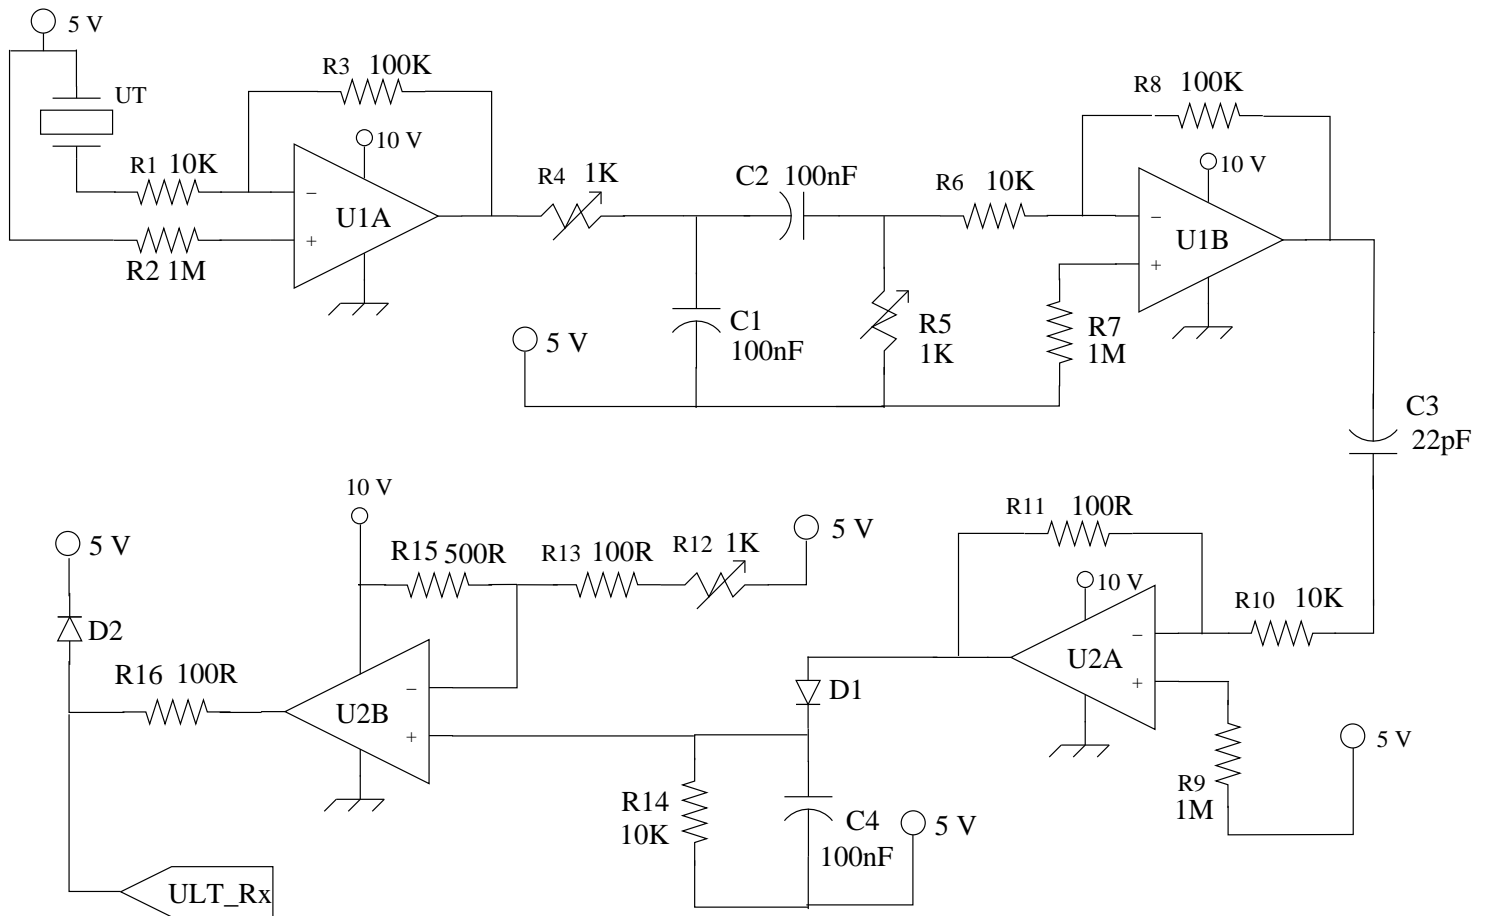 5 V
UT
R3 100K
10 V
R1 10K
−
U1A
+
R2 1M
R4 1K
C2 100nF
R6 10K
R8 100K
10 V
−
U1B
+
C1
100nF
5 V
R5
1K
R7
1M
C3
22pF
10 V
5 V
R15 500R
R13 100R
R12 1K
5 V
R11 100R
10 V
R10 10K
−
U2A
+
D2
R16 100R
−
U2B
+
D1
R14
10K
C4
100nF
5 V
R9
1M
5 V
ULT_Rx